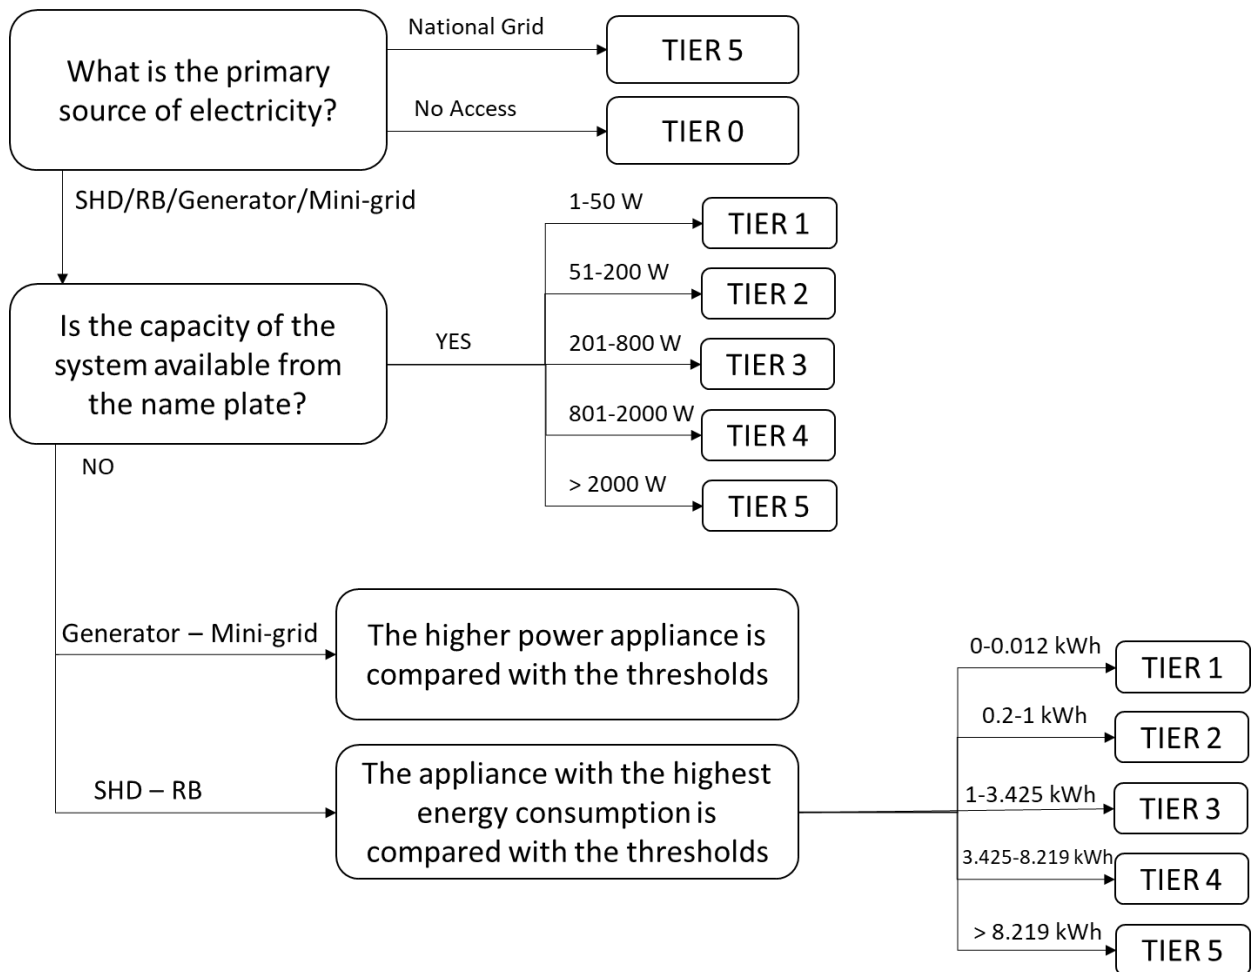 What is the primary
source of electricity?
National Grid
TIER 5
No Access
TIER 0
SHD/RB/Generator/Mini-grid
Is the capacity of the
system available from
the name plate?
YES
1-50 W
TIER 1
51-200 W
TIER 2
201-800 W
TIER 3
801-2000 W
TIER 4
> 2000 W
TIER 5
NO
Generator – Mini-grid
The higher power appliance is
compared with the thresholds
SHD – RB
The appliance with the highest
energy consumption is
compared with the thresholds
0-0.012 kWh
TIER 1
0.2-1 kWh
TIER 2
1-3.425 kWh
TIER 3
3.425-8.219 kWh
TIER 4
> 8.219 kWh
TIER 5